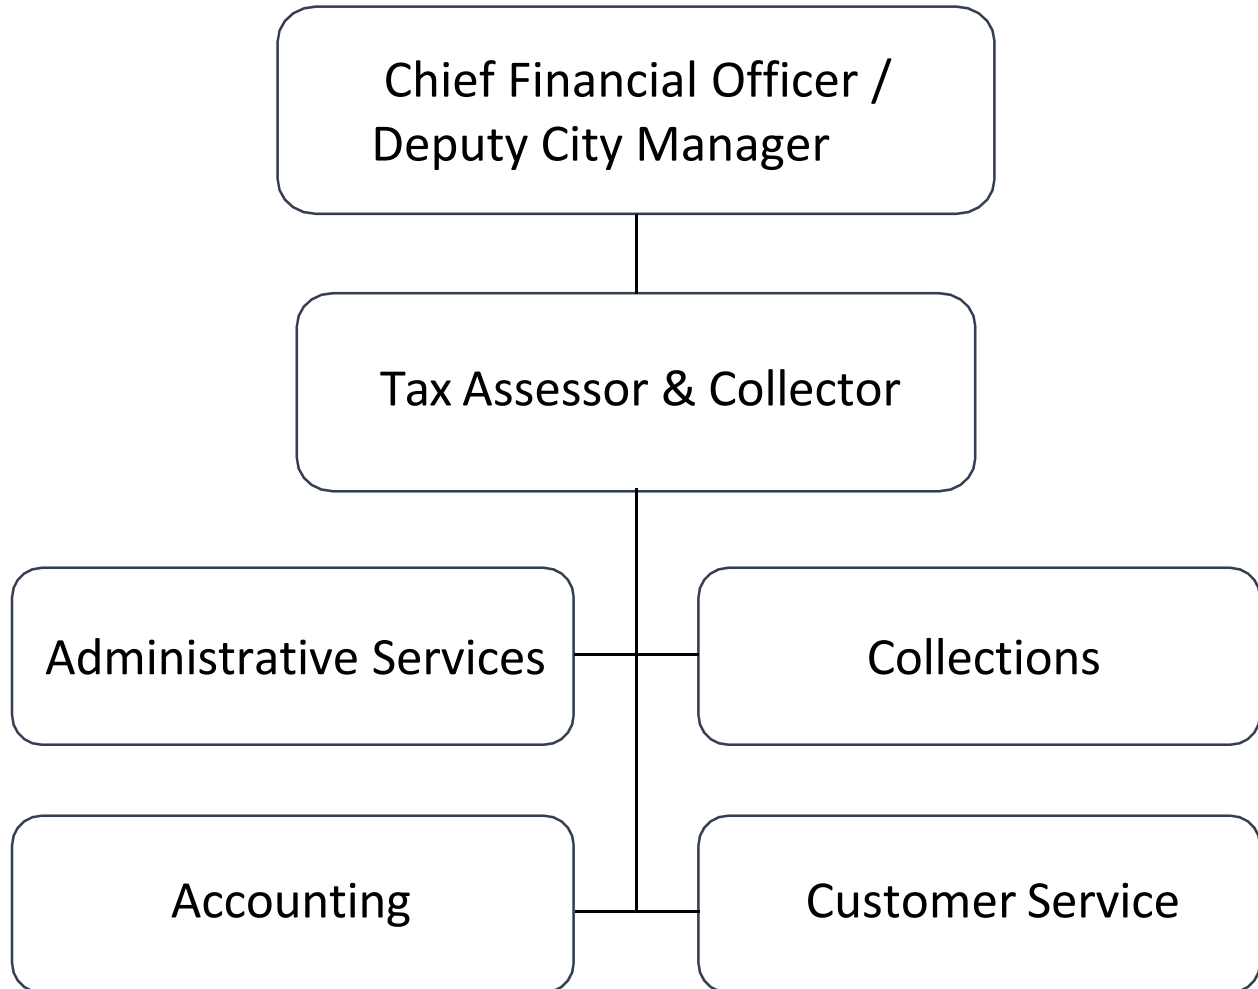 Chief Financial Officer /
Deputy City Manager
Tax Assessor & Collector
Administrative Services
Collections
Accounting
Customer Service